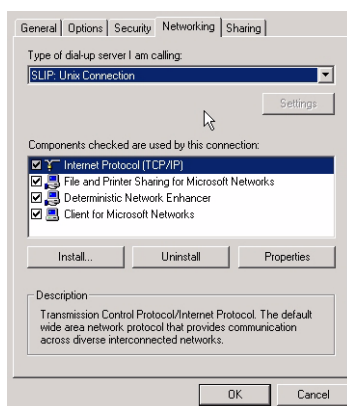 General Options Security Networking Sharing
Type of dial-up server I am calling:
SLIP: Unix Connection
Settings
Components checked are used by this connection:
Internet Protocol (TCP/IP)
File and Printer Sharing for Microsoft Networks
Deterministic Network Enhancer
Client for Microsoft Networks
Install... Uninstall Properties
Description
Transmission Control Protocol/Internet Protocol. The default
wide area network protocol that provides communication
across diverse interconnected networks.
OK Cancel